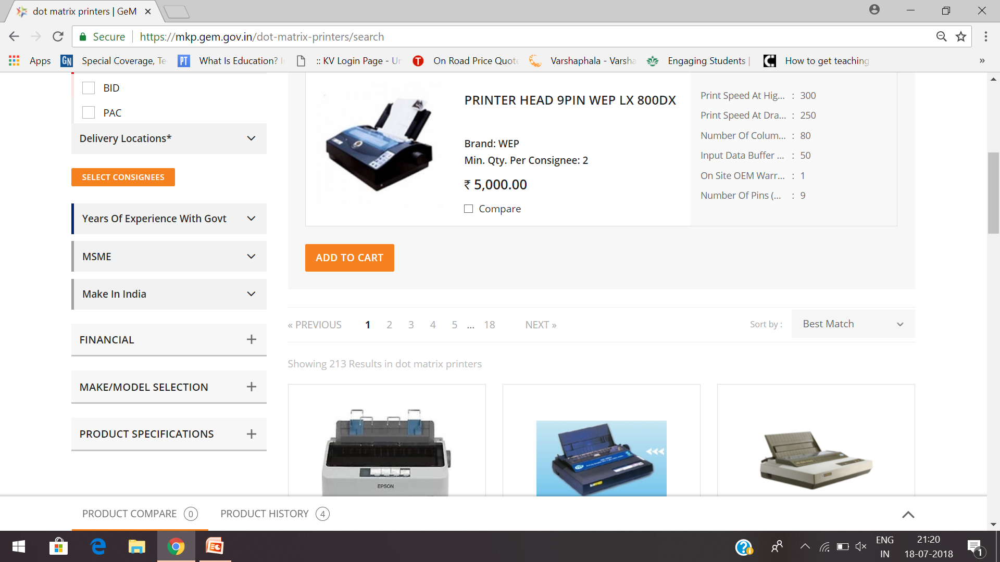 dot matrix printers | GeM
Secure
https://mkp.gem.gov.in/dot-matrix-printers/search
Apps
GN
Special Coverage, Te
PT
What Is Education? I
:: KV Login Page - Ur
T
On Road Price Quote
Varshaphala - Varsha
Engaging Students |
How to get teaching
»
BID
PAC
Delivery Locations*
SELECT CONSIGNEES
Years Of Experience With Govt
MSME
Make In India
FINANCIAL
MAKE/MODEL SELECTION
PRODUCT SPECIFICATIONS
PRINTER HEAD 9PIN WEP LX 800DX
Brand: WEP
Min. Qty. Per Consignee: 2
₹ 5,000.00
Compare
Print Speed At Hig... : 300
Print Speed At Dra... : 250
Number Of Colum... : 80
Input Data Buffer ... : 50
On Site OEM Warr... : 1
Number Of Pins (... : 9
ADD TO CART
« PREVIOUS 1 2 3 4 5 ... 18 NEXT »
Sort by : Best Match
Showing 213 Results in dot matrix printers
EPSON
PRODUCT COMPARE 0
PRODUCT HISTORY 4
ENG
IN
21:20
18-07-2018
1